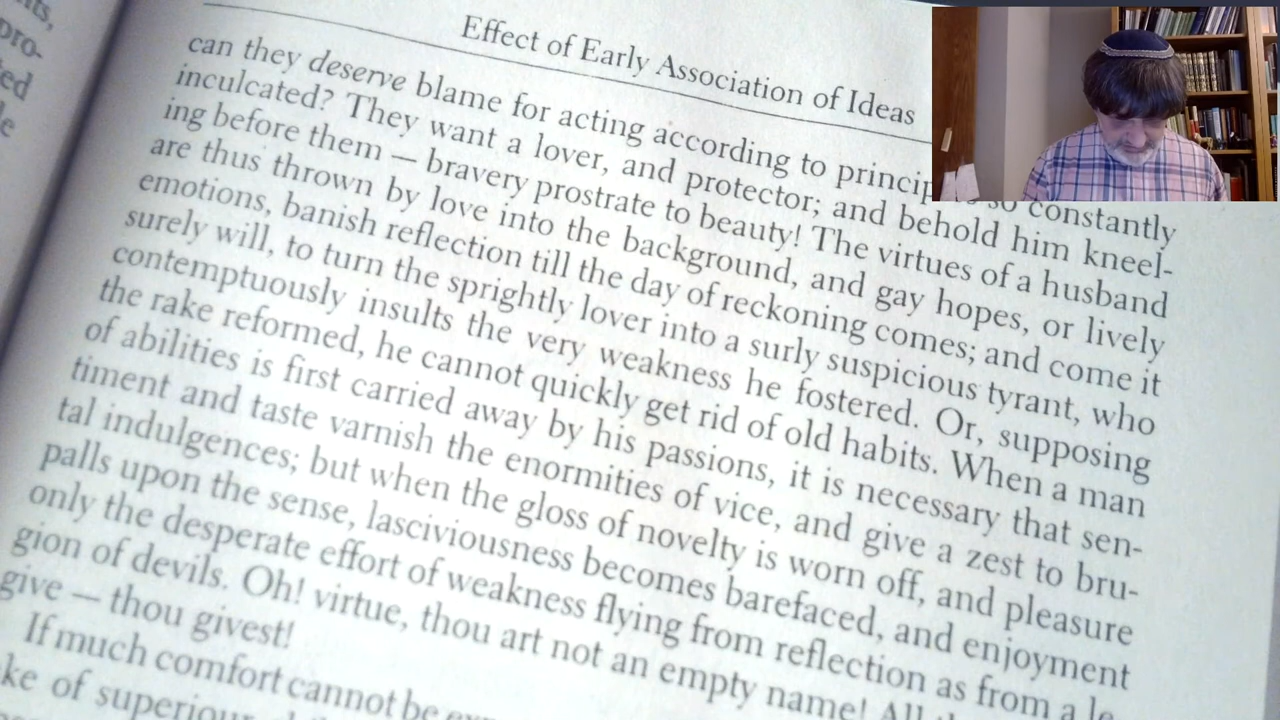 nts,
pro-
ted
le
Effect of Early Association of Ideas
can they deserve blame for acting according to so constantly
inculcated? They want a lover, and protector; and behold him kneel-
ing before them — bravery prostrate to beauty! The virtues of a husband
are thus thrown by love into the background, and gay hopes, or lively
emotions, banish reflection till the day of reckoning comes; and come it
surely will, to turn the sprightly lover into a surly suspicious tyrant, who
contemptuously insults the very weakness he fostered. Or, supposing
the rake reformed, he cannot quickly get rid of old habits. When a man
of abilities is first carried away by his passions, it is necessary that sen-
timent and taste varnish the enormities of vice, and give a zest to bru-
tal indulgences; but when the gloss of novelty is worn off, and pleasure
palls upon the sense, lasciviousness becomes barefaced, and enjoyment
only the desperate effort of weakness flying from reflection as from a le
gion of devils. Oh! virtue, thou art not an empty name! All
give — thou givest!
If much comfort cannot be
ke of superiour